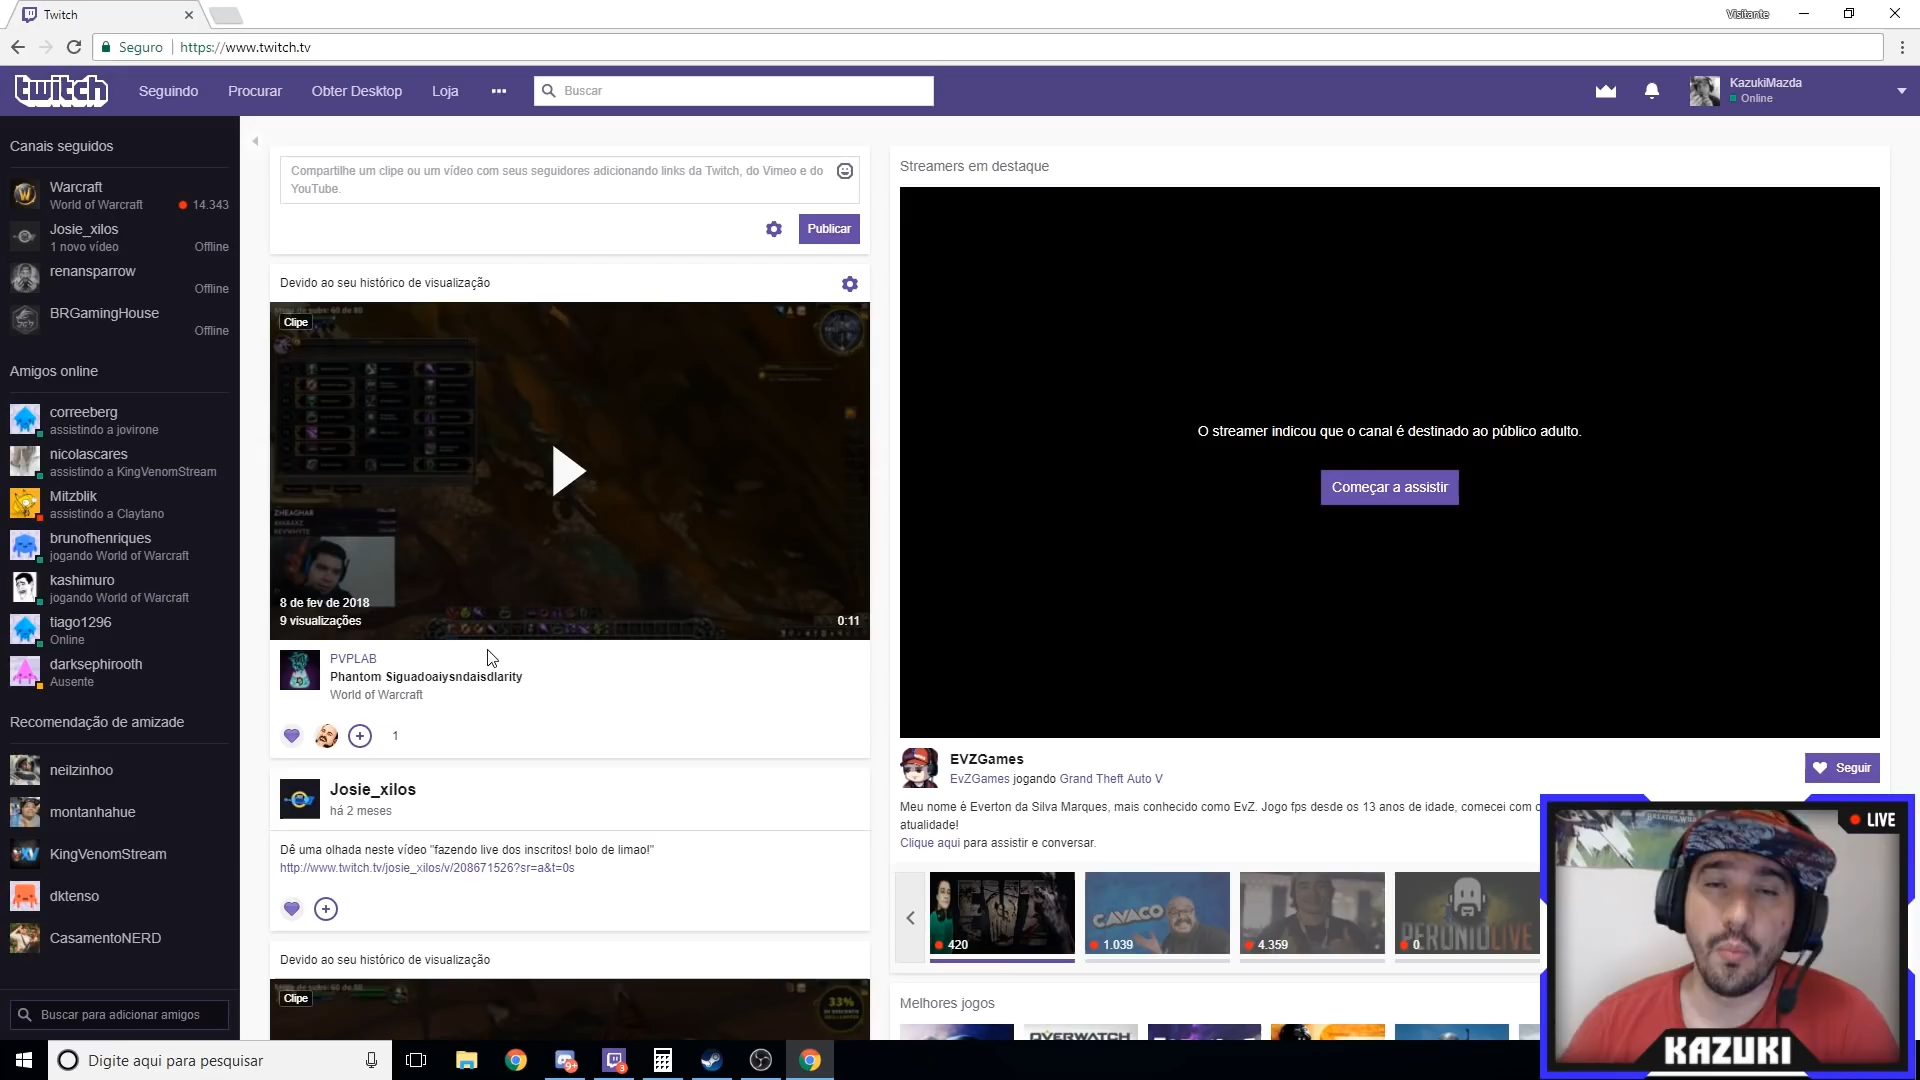 Twitch
Visitante
Seguro
https://www.twitch.tv
twitch
Seguindo
Procurar
Obter Desktop
Loja
Buscar
KazukiMazda
Online
Canais seguidos
Warcraft
World of Warcraft
14.343
Josie_xilos
1 novo vídeo
Offline
renansparrow
Offline
BRGamingHouse
Offline
Amigos online
correeberg
assistindo a jovirone
nicolascares
assistindo a KingVenomStream
Mitzblik
assistindo a Claytano
brunofhenriques
jogando World of Warcraft
kashimuro
jogando World of Warcraft
tiago1296
Online
darksephirooth
Ausente
Recomendação de amizade
neilzinhoo
montanhahue
KingVenomStream
dktenso
CasamentoNERD
Buscar para adicionar amigos
Compartilhe um clipe ou um vídeo com seus seguidores adicionando links da Twitch, do Vimeo e do
YouTube.
Publicar
Devido ao seu histórico de visualização
Clipe
ZHEAGHAR
8 de fev de 2018
9 visualizações
0:11
PVPLAB
Phantom Siguadoaiysndaisdlarity
World of Warcraft
1
Josie_xilos
há 2 meses
Dê uma olhada neste vídeo "fazendo live dos inscritos! bolo de limao!"
http://www.twitch.tv/josie_xilos/v/208671526?sr=a&t=0s
Devido ao seu histórico de visualização
Clipe
33%
Streamers em destaque
O streamer indicou que o canal é destinado ao público adulto.
Começar a assistir
EVZGames
EvZGames jogando Grand Theft Auto V
Seguir
Meu nome é Everton da Silva Marques, mais conhecido como EvZ. Jogo fps desde os 13 anos de idade, comecei com
atualidade!
Clique aqui para assistir e conversar.
EVZ
420
CAVACO
1.039
4.359
PERONIOLIVE
0
Melhores jogos
OVERWATCH
LIVE
KAZUKI
Digite aqui para pesquisar
9+
3